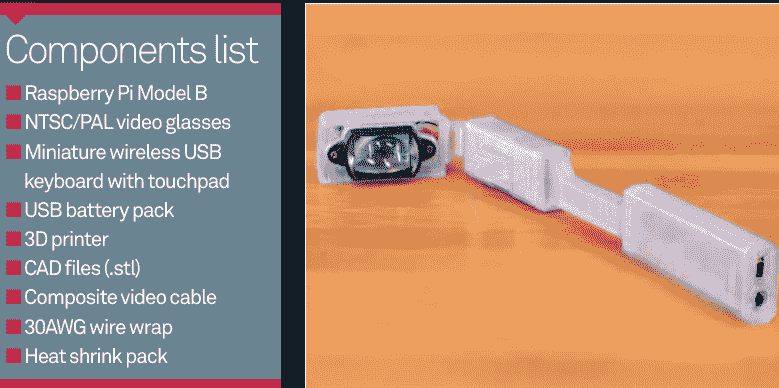 Components list
Raspberry Pi Model B
NTSC/PAL video glasses
Miniature wireless USB
keyboard with touchpad
USB battery pack
3D printer
CAD files (.stl)
Composite video cable
30AWG wire wrap
Heat shrink pack